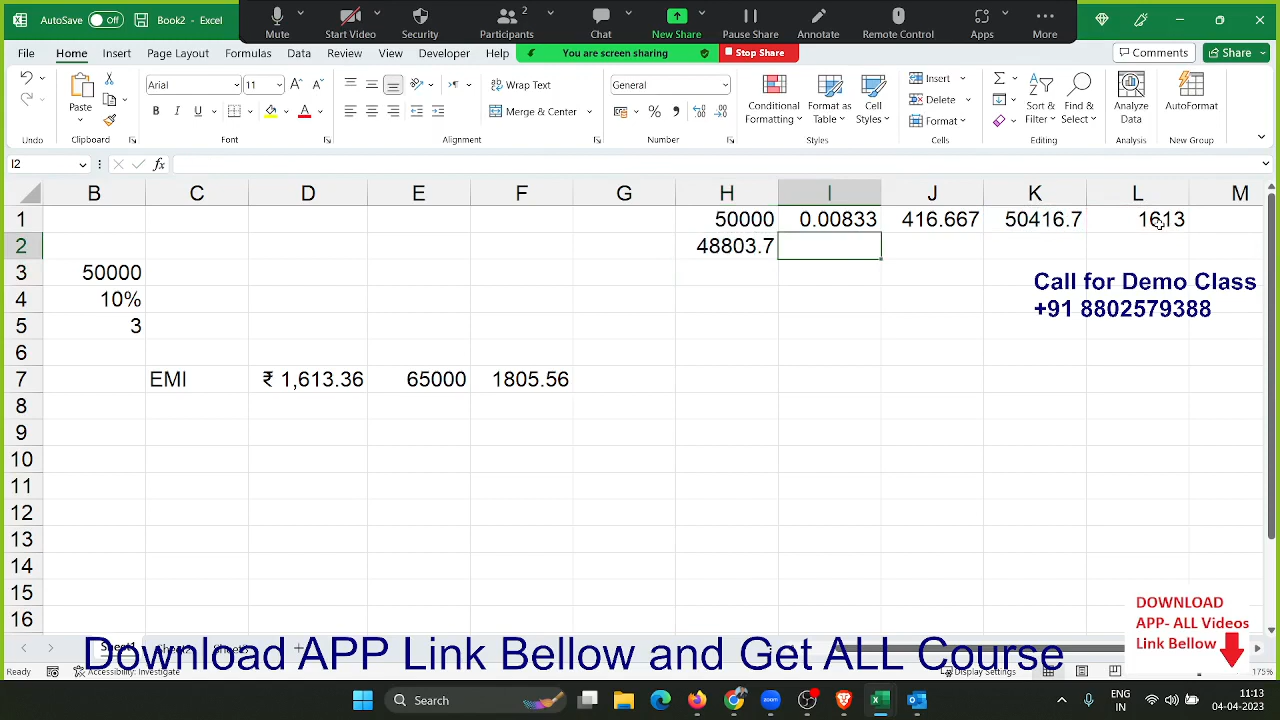 AutoSave Off Book2 - Excel
Mute Start Video Security Participants 2 Chat New Share Pause Share Annotate Remote Control Apps More
File Home Insert Page Layout Formulas Data Review View Developer Help You are screen sharing Stop Share Comments Share
Paste Arial 11 A A Wrap Text General Conditional Formatting Format as Table Cell Styles Insert Σ Sort & Filter Find & Select Analyze Data AutoFormat
B I U A Merge & Center % Delete
Format
Undo Clipboard Font Alignment Number Styles Cells Editing Analysis New Group
I2 fx
B C D E F G H I J K L M
1 50000 0.00833 416.667 50416.7 1613
2 48803.7
3 50000
4 10%
5 3
6
7 EMI ₹ 1,613.36 65000 1805.56
8
9
10
11
12
13
14
15
16
Call for Demo Class
+91 8802579388
DOWNLOAD
APP- ALL Videos
Link Bellow
Download APP Link Bellow and Get ALL Course
Ready Accessibility: Investigate Display Settings 175%
Search ENG 11:13
IN 04-04-2023